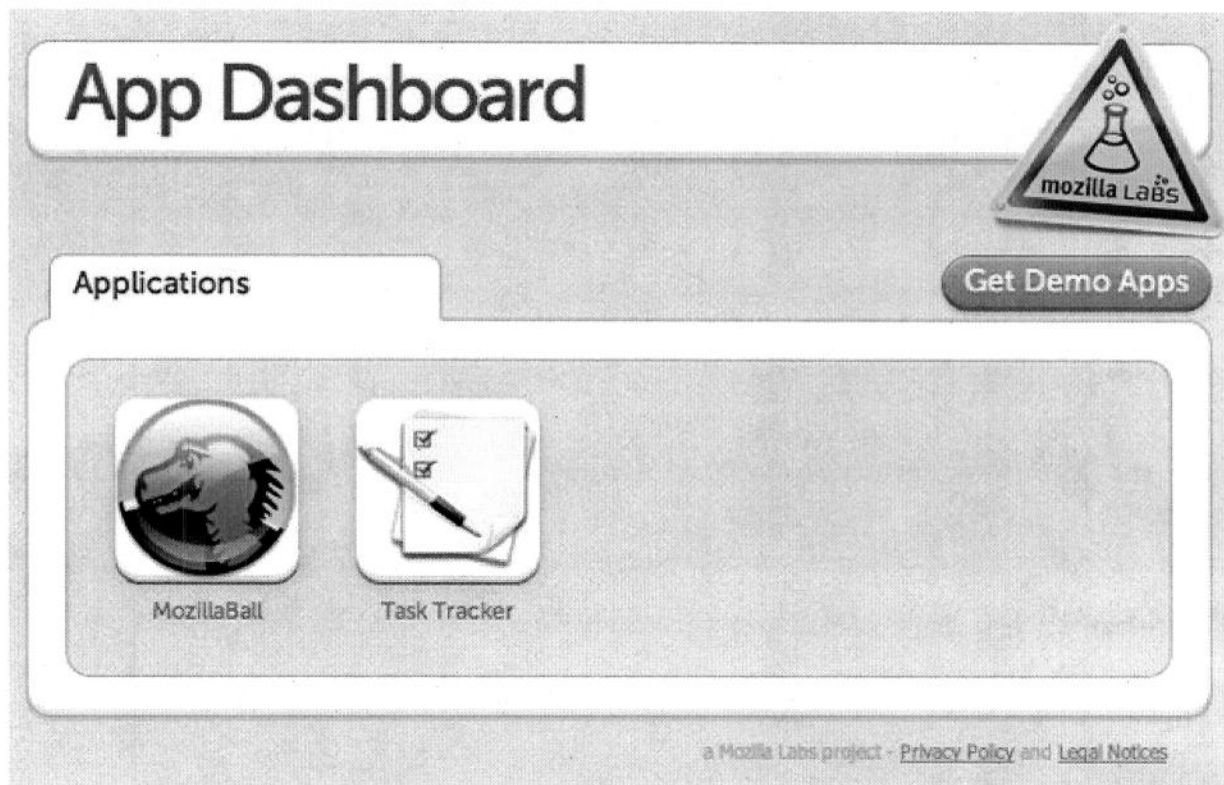 App Dashboard
mozilla LABS
Applications
Get Demo Apps
MozillaBall
Task Tracker
a Mozilla Labs project - Privacy Policy and Legal Notices